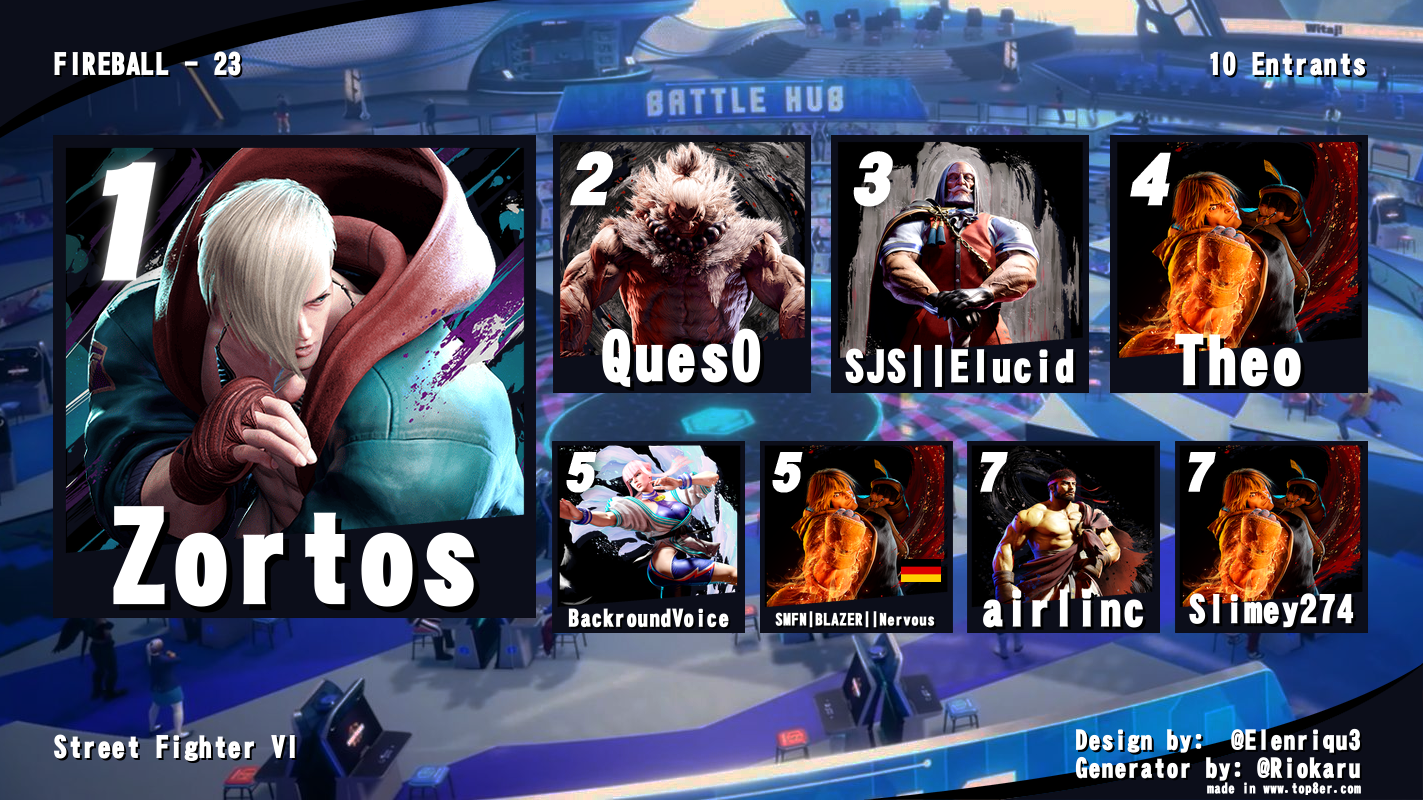 FIREBALL - 23
10 Entrants
Witaj!
BATTLE HUB
1
Zortos
2
Ques0
3
SJS||Elucid
4
Theo
5
BackroundVoice
5
SMFN|BLAZER||Nervous
7
airlinc
7
Slimey274
Street Fighter VI
Design by: @Elenriqu3
Generator by: @Riokaru
made in www.top8er.com